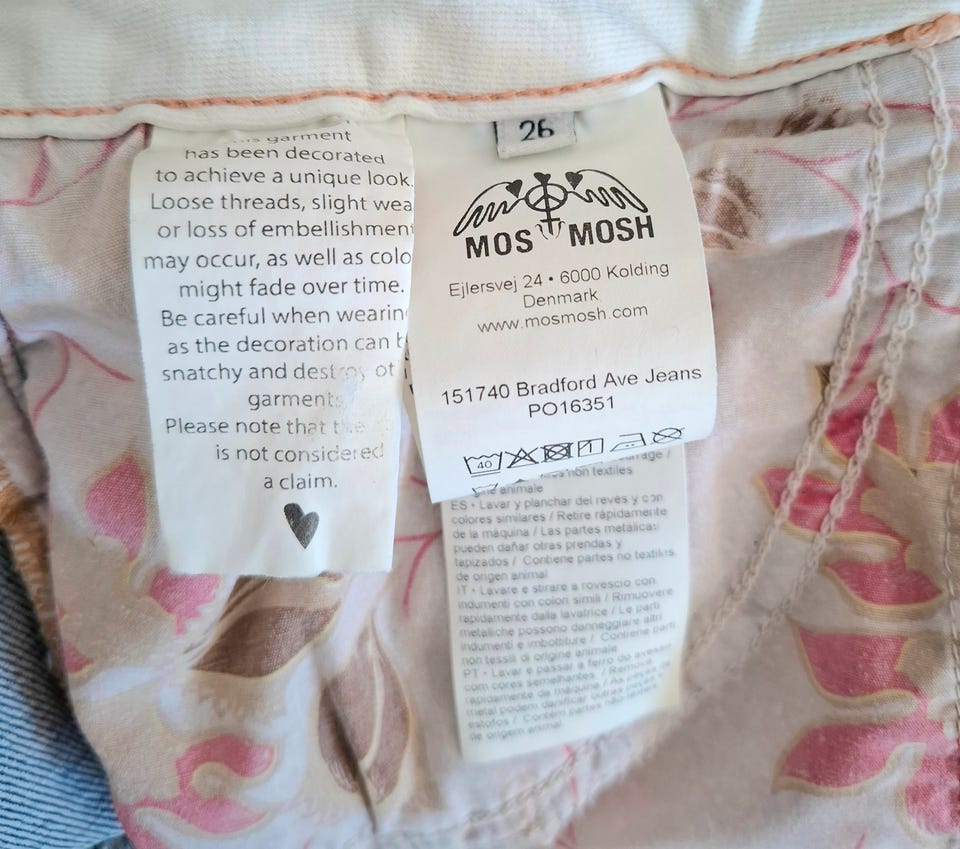 garment
has been decorated
to achieve a unique look.
Loose threads, slight wea
or loss of embellishment
may occur, as well as colo
might fade over time.
Be careful when wearin
as the decoration can b
snatchy and destroy ot
garments
Please note that the
is not considered
a claim.
26
MOS MOSH
Ejlersvej 24 • 6000 Kolding
Denmark
www.mosmosh.com
151740 Bradford Ave Jeans
PO16351
40
non textiles
animale
ES • Lavar y planchar del reves y con
colores similares / Retire rápidamente
de la máquina / Las partes metálicas
pueden dañar otras prendas y
tapizados / Contiene partes no textiles
de origen animal
IT • Lavare e stirare a rovescio con
indumenti con colori simili / Rimuovere
rapidamente dalla lavatrice / Le parti
metalliche possono danneggiare altri
indumenti e imbottiture / Contiene parti
non tessili di origine animale
PT • Lavar e passar a ferro do avesso
com cores semelhantes / Remova
rapidamente da máquina / As peças de
metal podem danificar outras peças e
estofos / Contém partes não têxteis
de origem animal